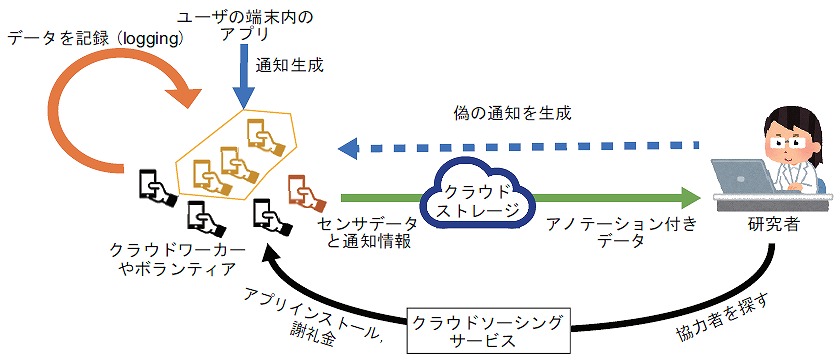 ユーザの端末内の
アプリ
データを記録 (logging)
通知生成
偽の通知を生成
クラウド
ストレージ
センサデータ
と通知情報
アノテーション付き
データ
研究者
クラウドワーカー
やボランティア
アプリインストール,
謝礼金
クラウドソーシング
サービス
協力者を探す